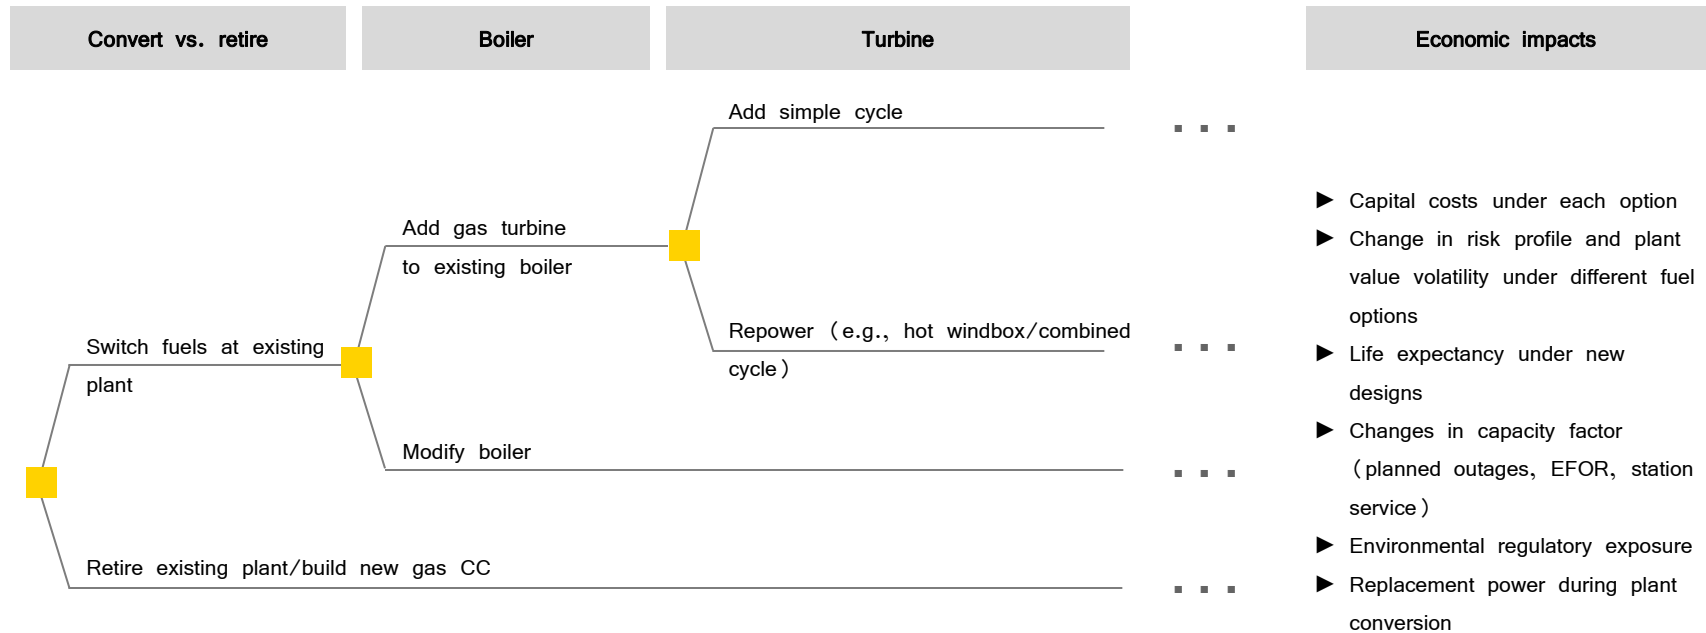 Convert vs. retire
Boiler
Turbine
Economic impacts
Add simple cycle
Add gas turbine
to existing boiler
Repower (e.g., hot windbox/combined
cycle)
Switch fuels at existing
plant
Modify boiler
Retire existing plant/build new gas CC
...
...
...
...
► Capital costs under each option
► Change in risk profile and plant
value volatility under different fuel
options
► Life expectancy under new
designs
► Changes in capacity factor
(planned outages, EFOR, station
service)
► Environmental regulatory exposure
► Replacement power during plant
conversion